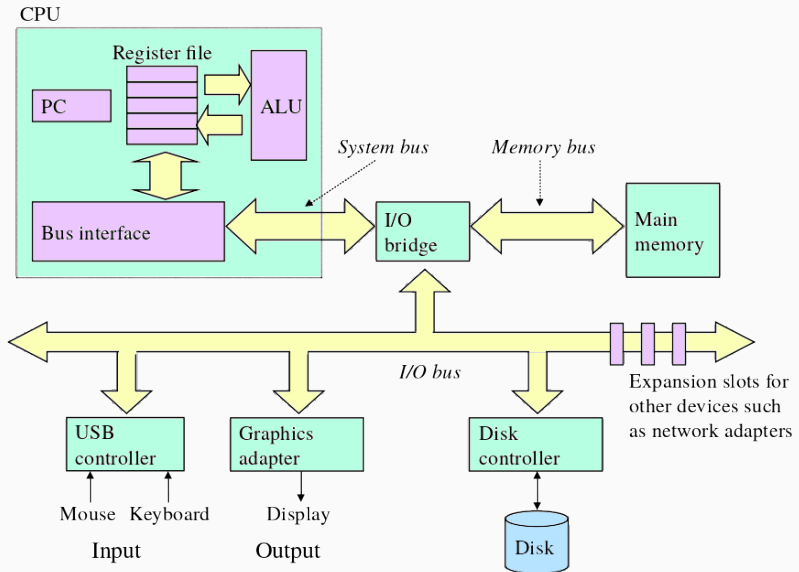 CPU
Register file
PC
ALU
System bus
Memory bus
Bus interface
I/O
bridge
Main
memory
I/O bus
Expansion slots for
other devices such
as network adapters
USB
controller
Graphics
adapter
Disk
controller
Mouse
Keyboard
Display
Input
Output
Disk